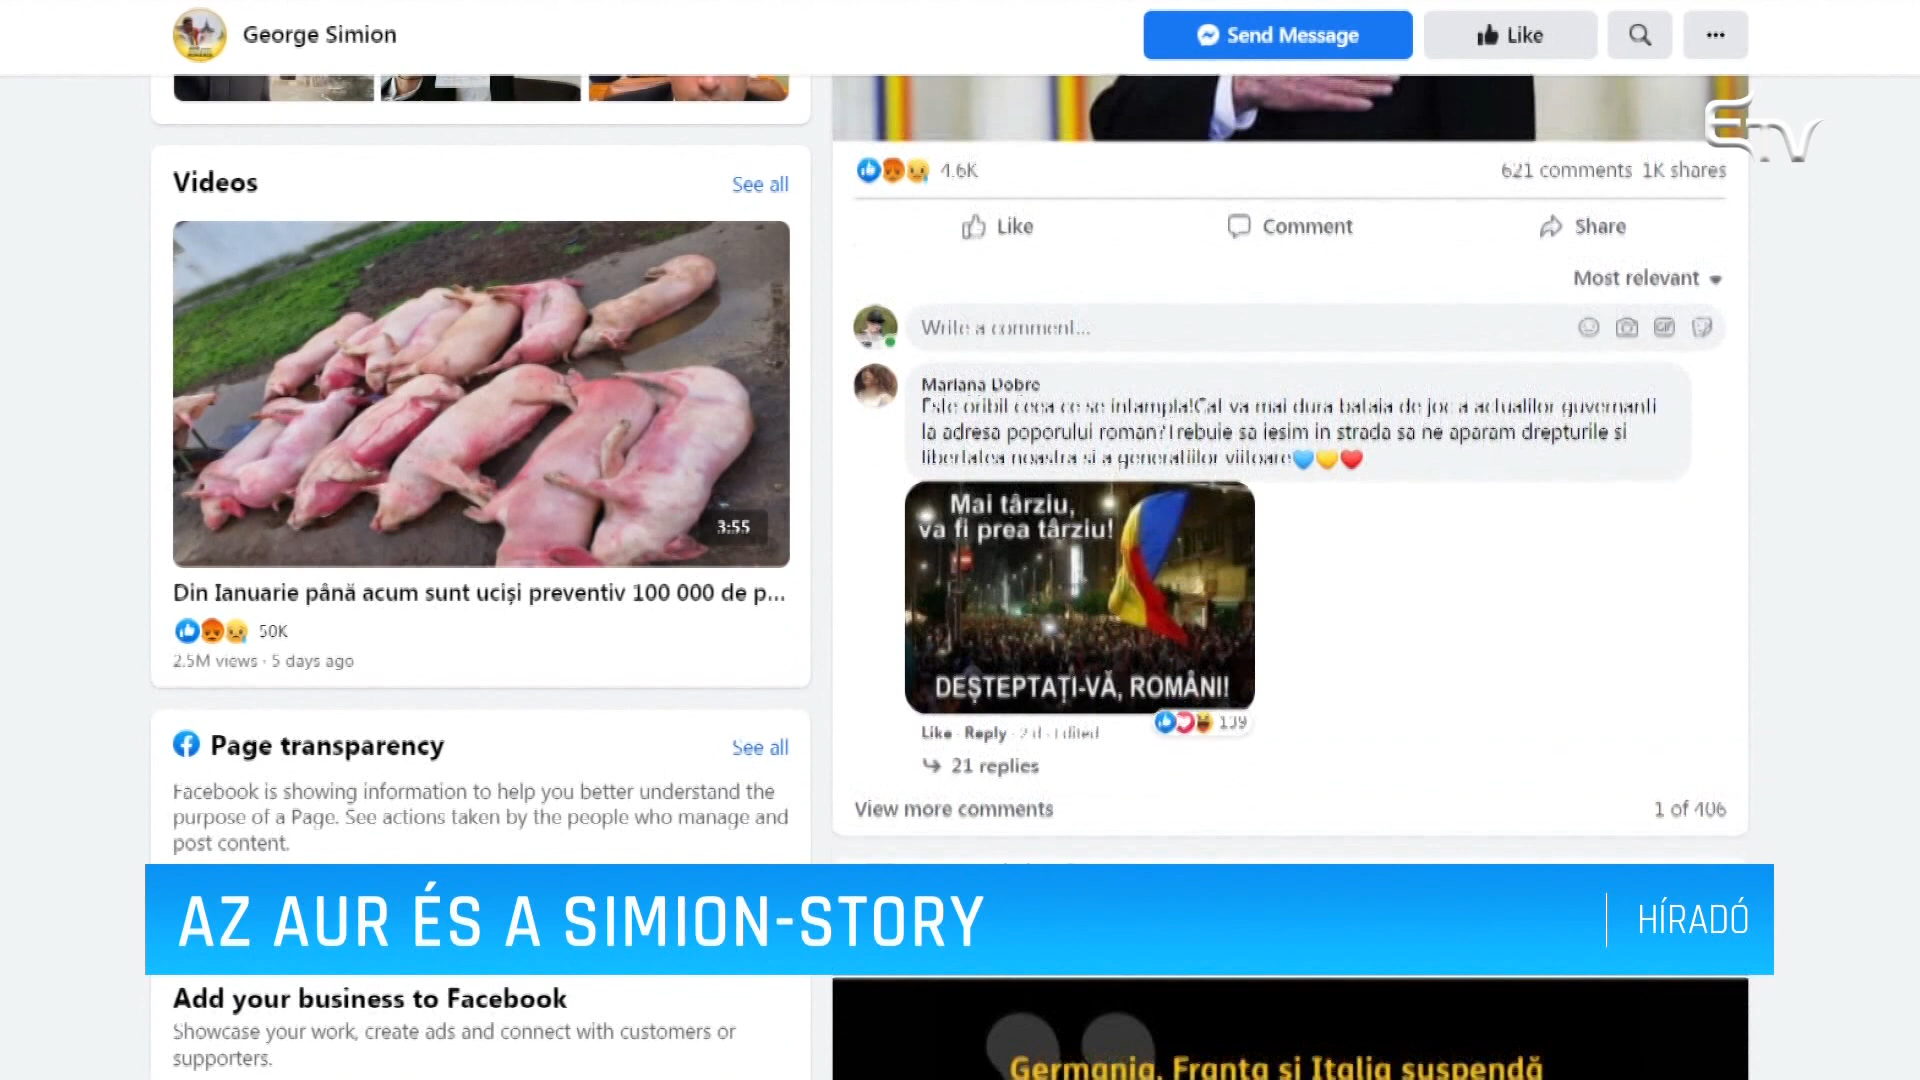 George Simion
Send Message
Like
ETV
Videos
See all
3:55
Din Ianuarie până acum sunt uciși preventiv 100 000 de p...
50K
2.5M views · 5 days ago
Page transparency
See all
Facebook is showing information to help you better understand the
purpose of a Page. See actions taken by the people who manage and
post content.
4.6K
621 comments 1K shares
Like
Comment
Share
Most relevant
Write a comment...
GIF
Mariana Dobre
Este oribil ceea ce se intampla!Cat va mai dura bataia de joc a actualilor guvernanti
la adresa poporului roman?Trebuie sa iesim in strada sa ne aparam drepturile si
libertatea noastra si a generatiilor viitoare💙💛❤️
Mai târziu,
va fi prea târziu!
DEȘTEPTAȚI-VĂ, ROMÂNI!
139
Like · Reply · 2 d · Edited
21 replies
View more comments
1 of 406
AZ AUR ÉS A SIMION-STORY
HÍRADÓ
Add your business to Facebook
Showcase your work, create ads and connect with customers or
supporters.
Germania, Franța și Italia suspendă